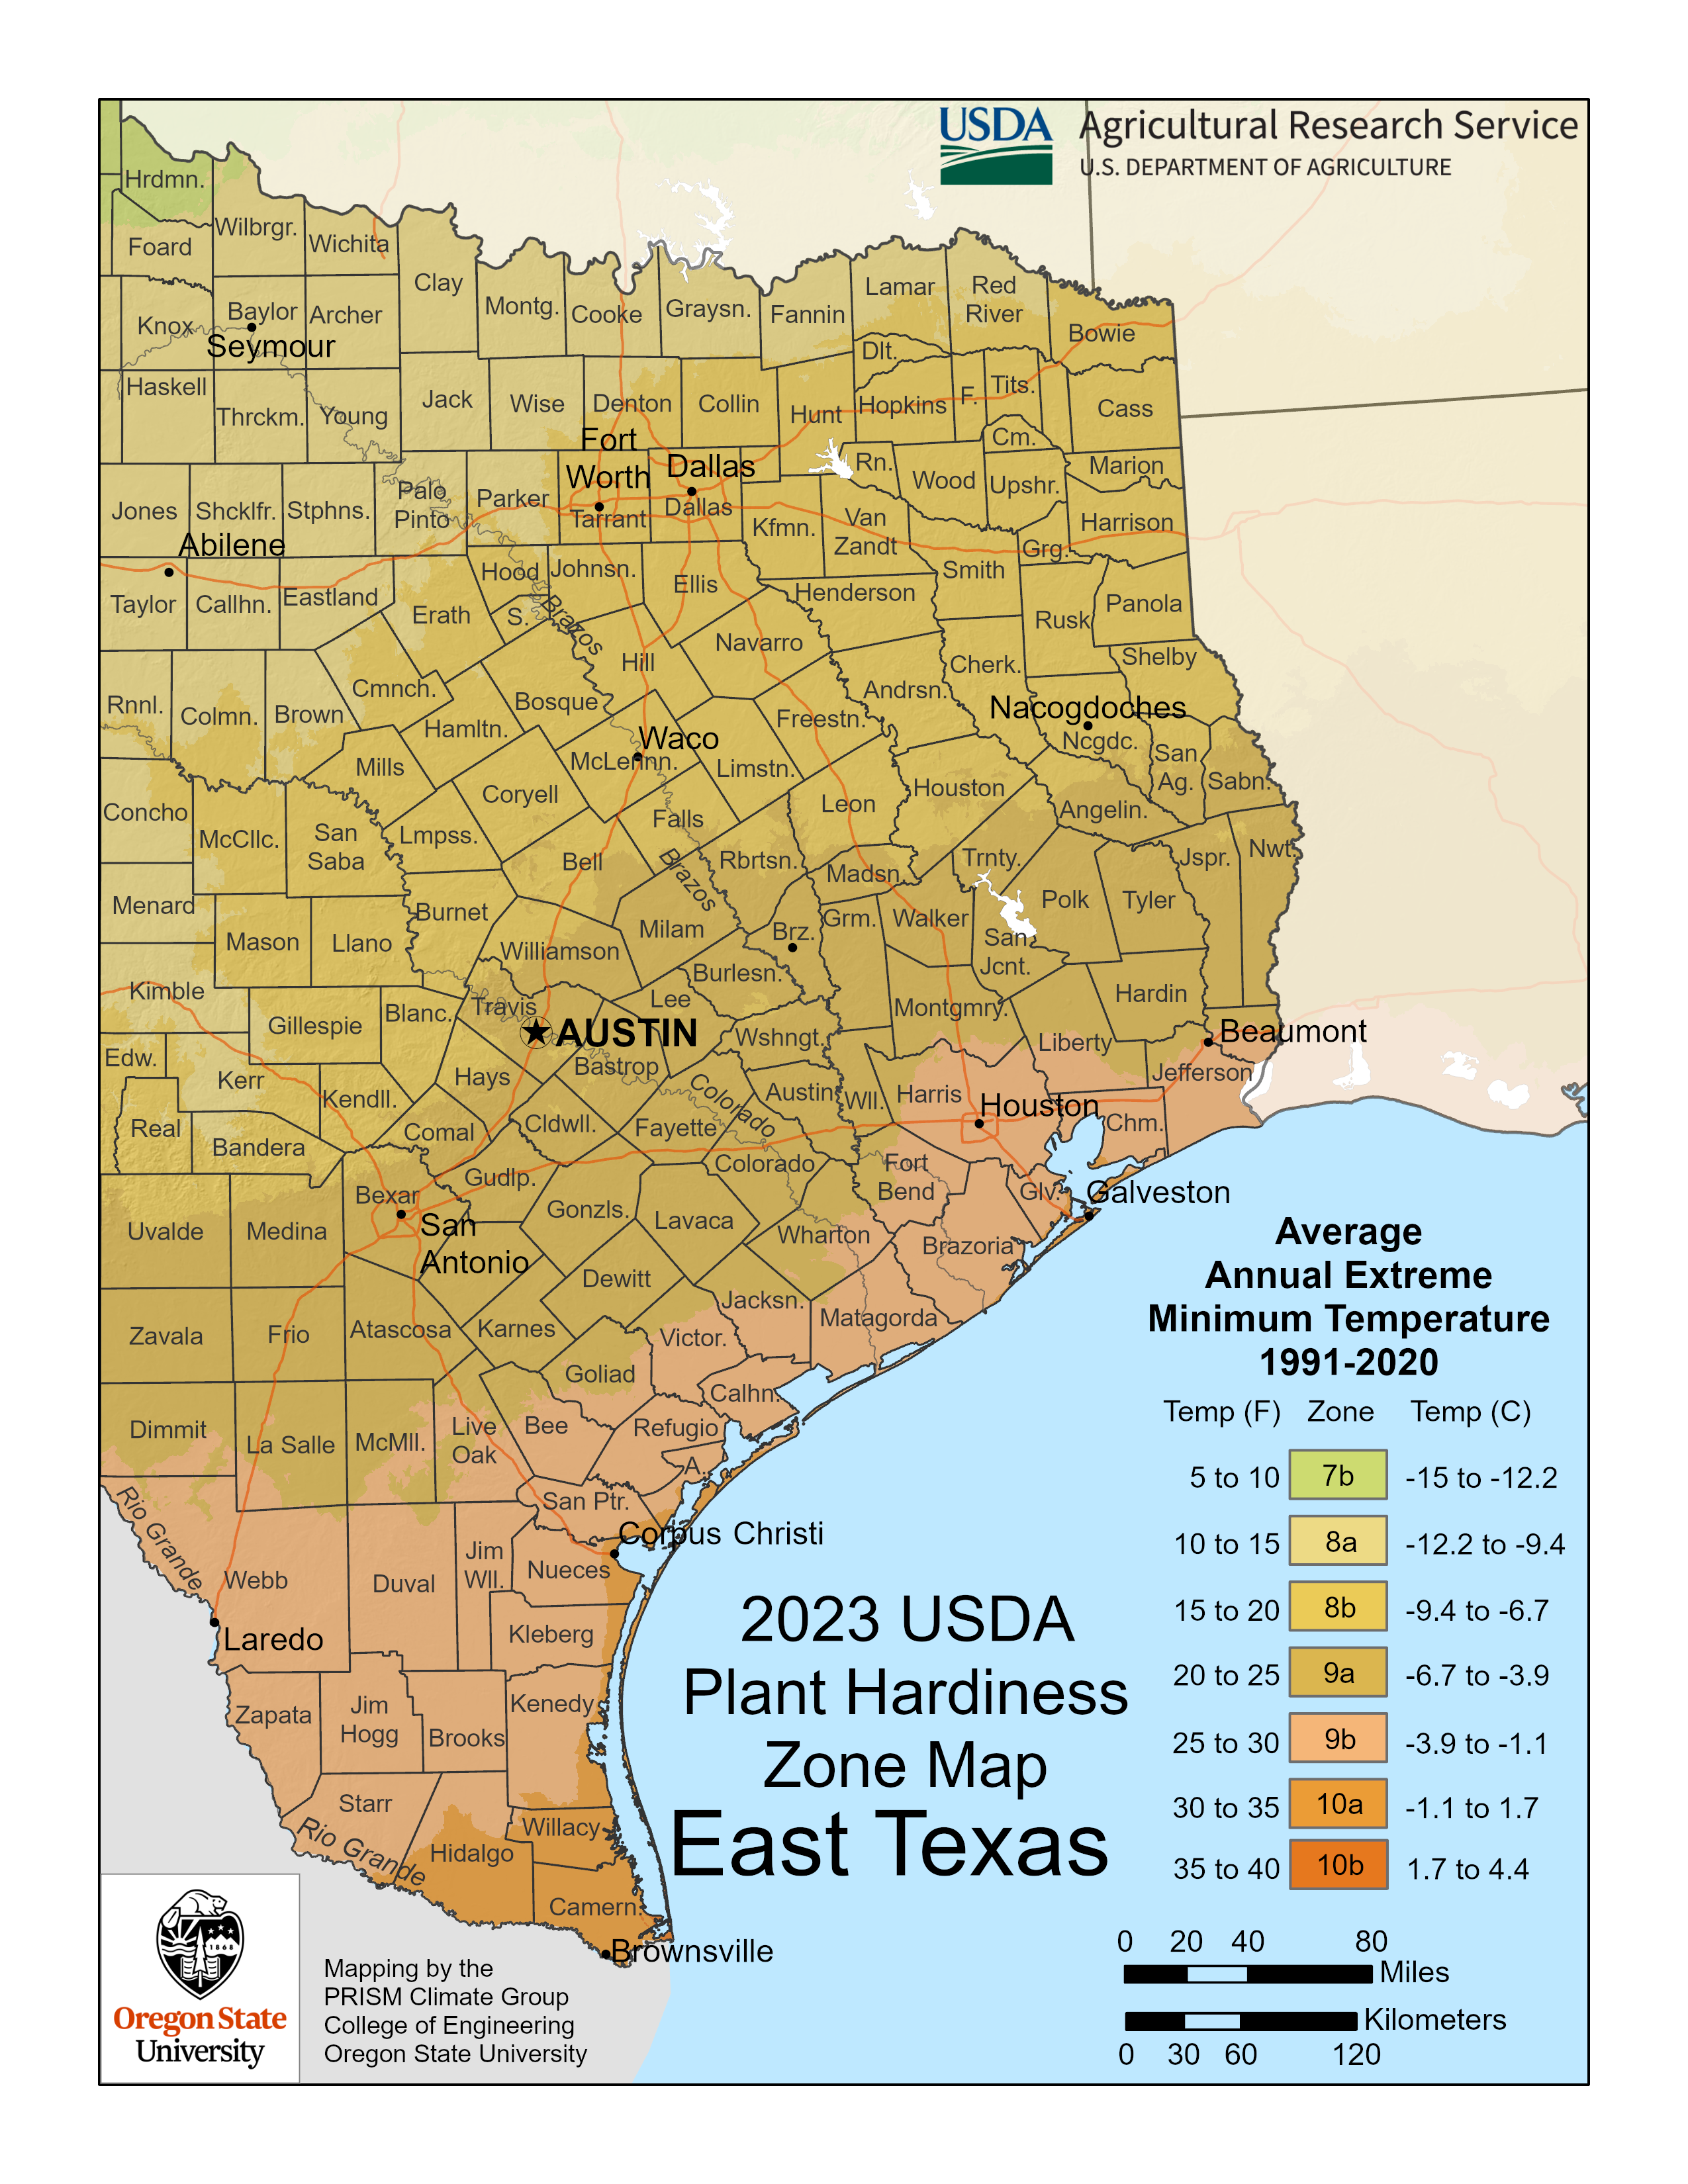 USDA
Agricultural Research Service
U.S. DEPARTMENT OF AGRICULTURE
Hrdmn.
Foard
Wilbrgr.
Wichita
Clay
Montg.
Cooke
Graysn.
Fannin
Lamar
Red
River
Bowie
Knox
Baylor
Archer
Seymour
Dlt.
Haskell
Thrckm.
Young
Jack
Wise
Denton
Collin
Hunt
Hopkins
F.
Tits.
Cass
Cm.
Fort
Worth
Dallas
Rn.
Wood
Upshr.
Marion
Jones
Shcklfr.
Stphns.
Palo
Pinto
Parker
Tarrant
Dallas
Kfmn.
Van
Zandt
Harrison
Abilene
Grg.
Smith
Taylor
Callhn.
Eastland
Erath
Hood
S.
Johnsn.
Ellis
Henderson
Rusk
Panola
Brazos
Hill
Navarro
Cherk.
Shelby
Rnnl.
Colmn.
Brown
Cmnch.
Hamltn.
Bosque
Freestn.
Andrsn.
Nacogdoches
Ncgdc.
San
Ag.
Sabn.
Waco
McLennn.
Limstn.
Mills
Coryell
Falls
Leon
Houston
Angelin.
Concho
McCllc.
San
Saba
Lmpss.
Bell
Brazos
Rbrtsn.
Madsn.
Trnty.
Polk
Tyler
Jspr.
Nwt.
Menard
Mason
Llano
Burnet
Williamson
Milam
Brz.
Grm.
Walker
San
Jcnt.
Burlesn.
Kimble
Gillespie
Blanc.
Travis
AUSTIN
Lee
Bastrop
Wshngt.
Montgmry.
Liberty
Hardin
Beaumont
Jefferson
Edw.
Kerr
Kendll.
Hays
Colorado
Austin
Wll.
Harris
Houston
Chm.
Real
Bandera
Comal
Cldwll.
Fayette
Colorado
Fort
Bend
Glv.
Galveston
Uvalde
Medina
Bexar
San
Antonio
Gudlp.
Gonzls.
Lavaca
Wharton
Brazoria
Dewitt
Zavala
Frio
Atascosa
Karnes
Jacksn.
Matagorda
Victor.
Goliad
Calhn.
Dimmit
La Salle
McMll.
Live
Oak
Bee
Refugio
A.
San Ptr.
Corpus Christi
Rio Grande
Webb
Duval
Jim
Wll.
Nueces
Laredo
Kleberg
Zapata
Jim
Hogg
Brooks
Kenedy
Starr
Rio Grande
Hidalgo
Willacy
Camern.
Brownsville
Average
Annual Extreme
Minimum Temperature
1991-2020
Temp (F) Zone Temp (C)
5 to 10 7b -15 to -12.2
10 to 15 8a -12.2 to -9.4
15 to 20 8b -9.4 to -6.7
20 to 25 9a -6.7 to -3.9
25 to 30 9b -3.9 to -1.1
30 to 35 10a -1.1 to 1.7
35 to 40 10b 1.7 to 4.4
2023 USDA
Plant Hardiness
Zone Map
East Texas
0 20 40 80
Miles
Kilometers
0 30 60 120
1868
Oregon State
University
Mapping by the
PRISM Climate Group
College of Engineering
Oregon State University